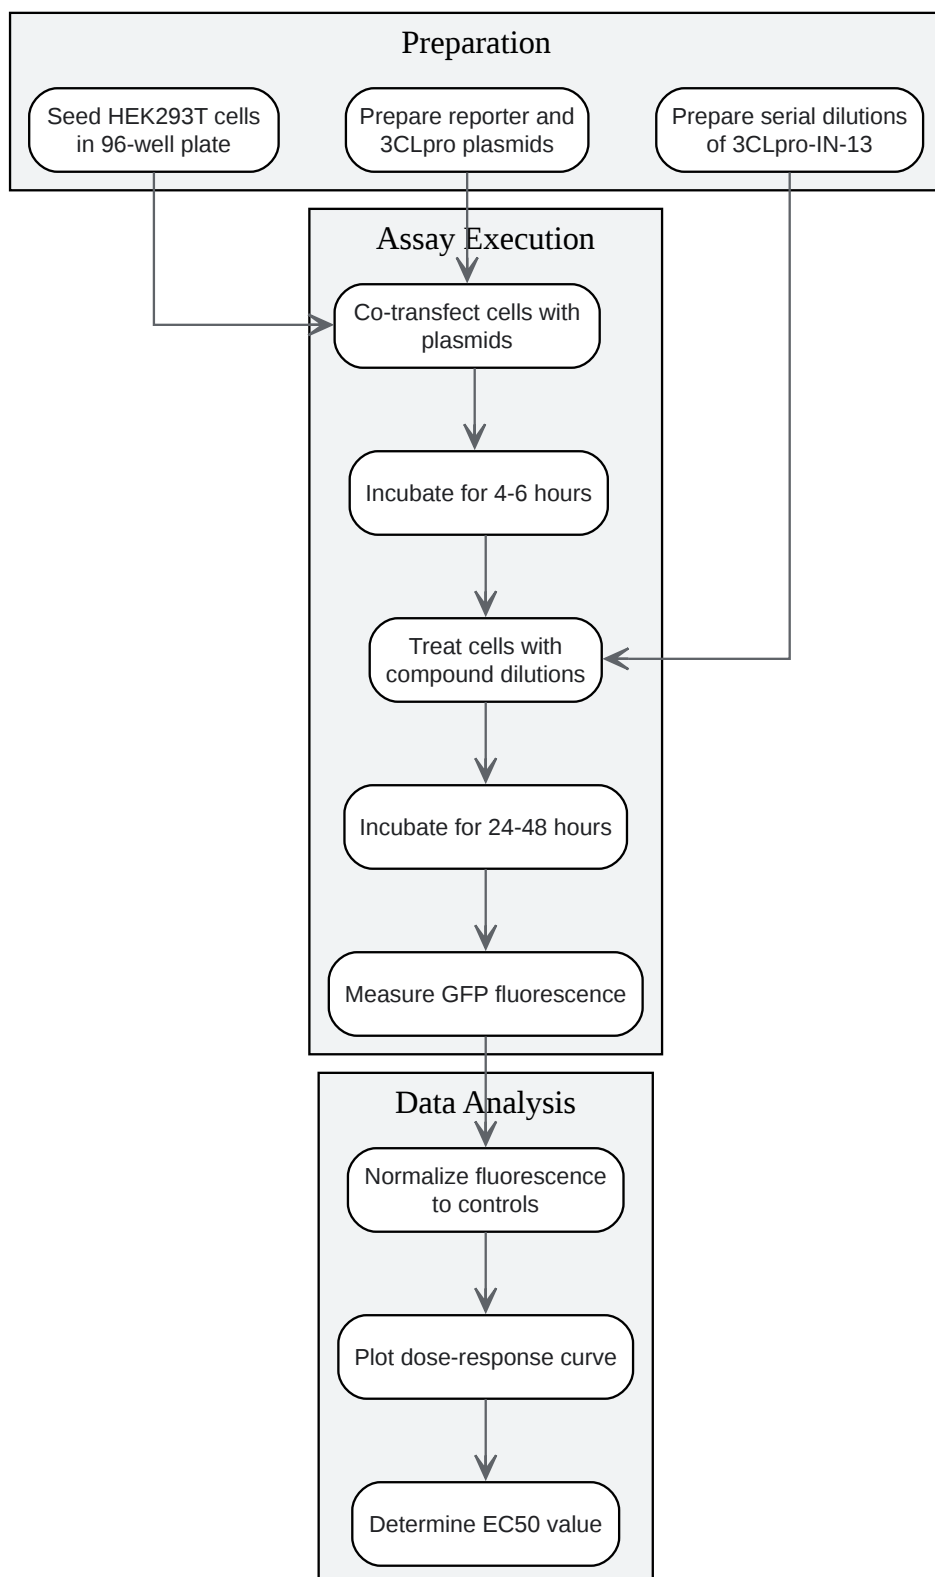 Preparation
Seed HEK293T cells
in 96-well plate
Prepare reporter and
3CLpro plasmids
Prepare serial dilutions
of 3CLpro-IN-13
Assay Execution
Co-transfect cells with
plasmids
Incubate for 4-6 hours
Treat cells with
compound dilutions
Incubate for 24-48 hours
Measure GFP fluorescence
Data Analysis
Normalize fluorescence
to controls
Plot dose-response curve
Determine EC50 value